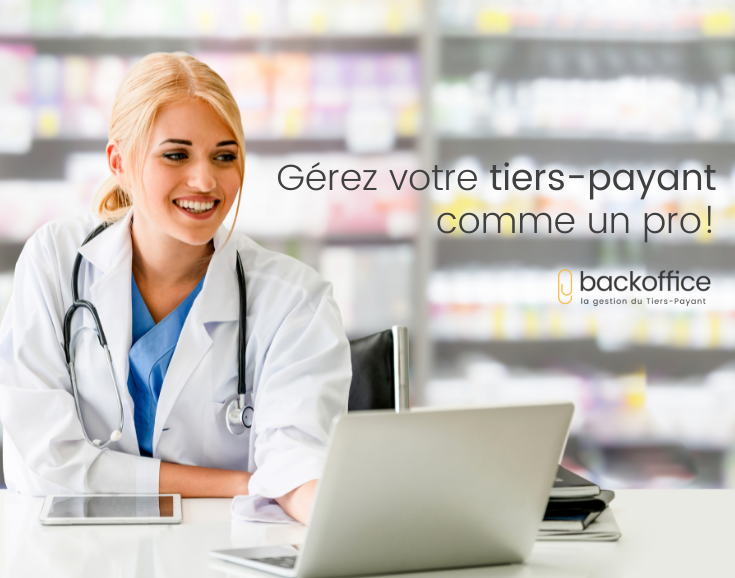 Gérez votre tiers-payant
comme un pro!
backoffice
la gestion du Tiers-Payant